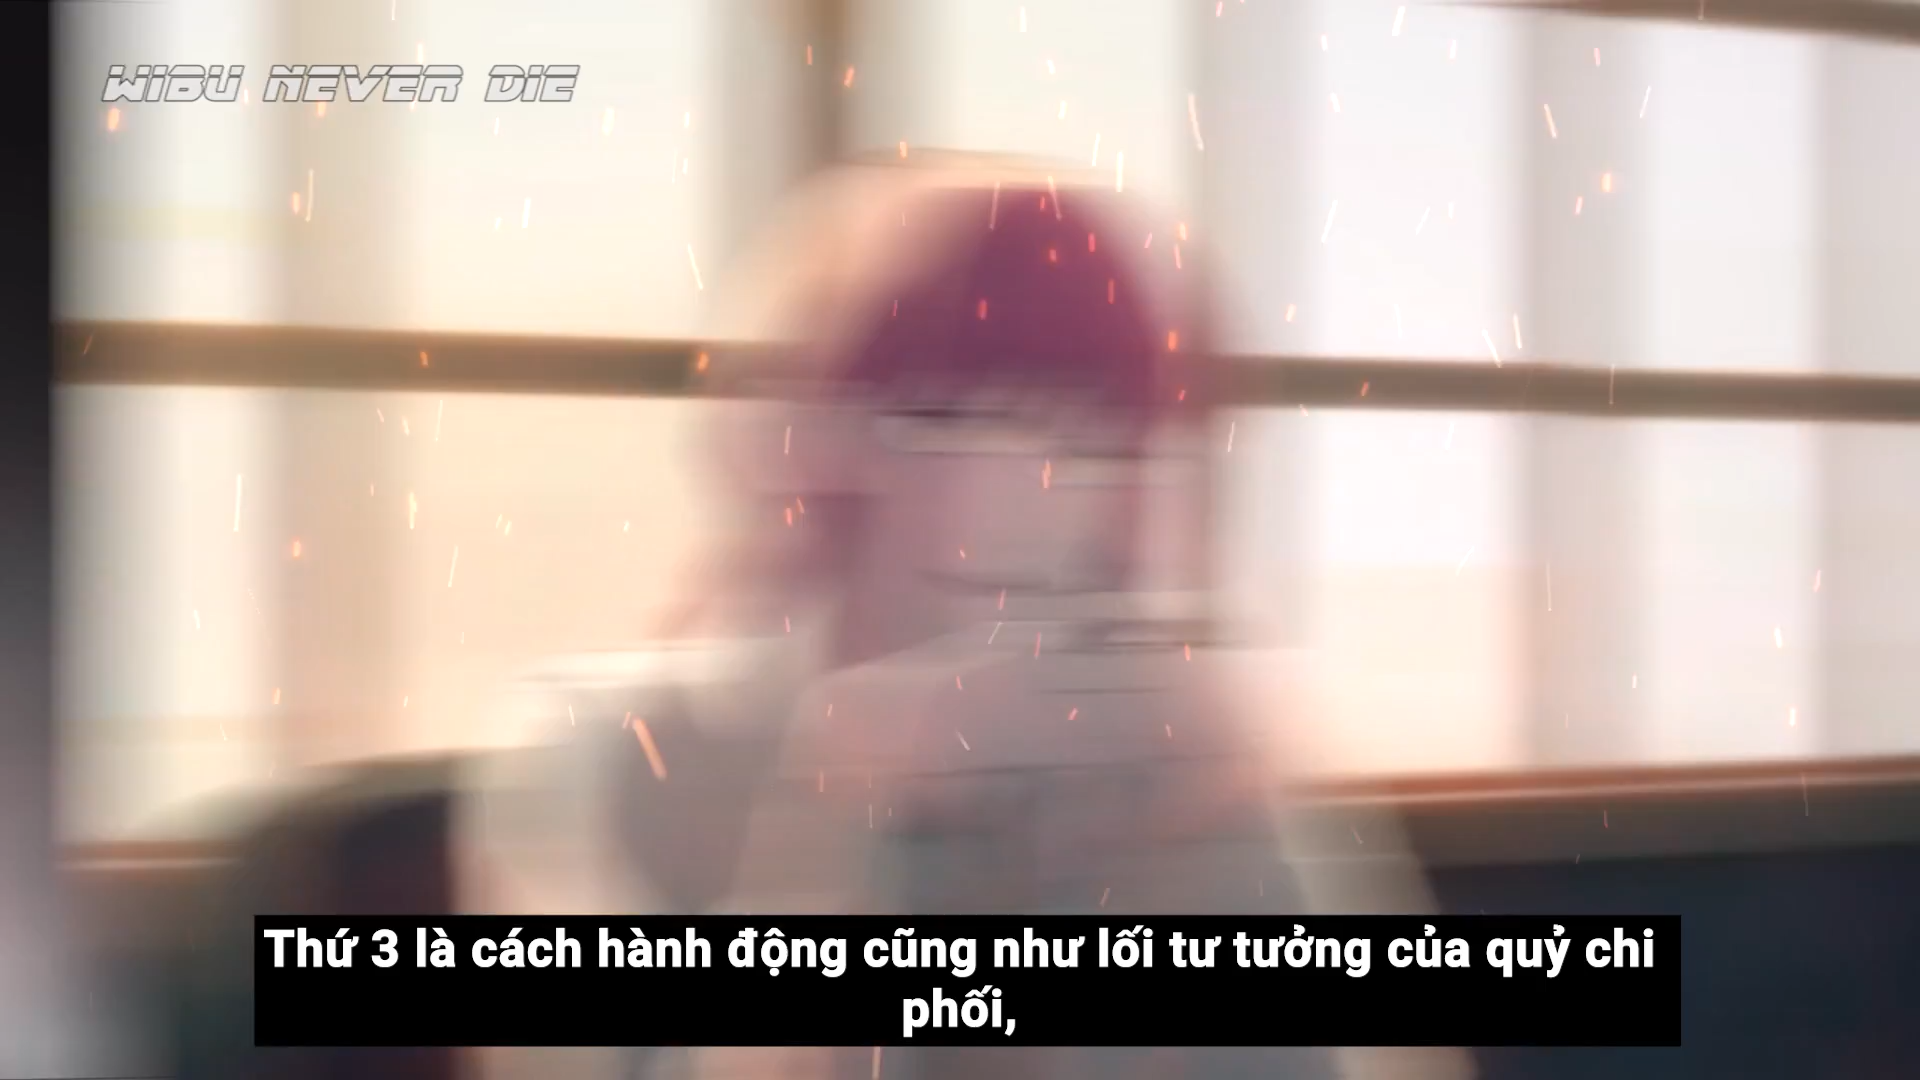 WIBU NEVER DIE
Thứ 3 là cách hành động cũng như lối tư tưởng của quỷ chi
phối,